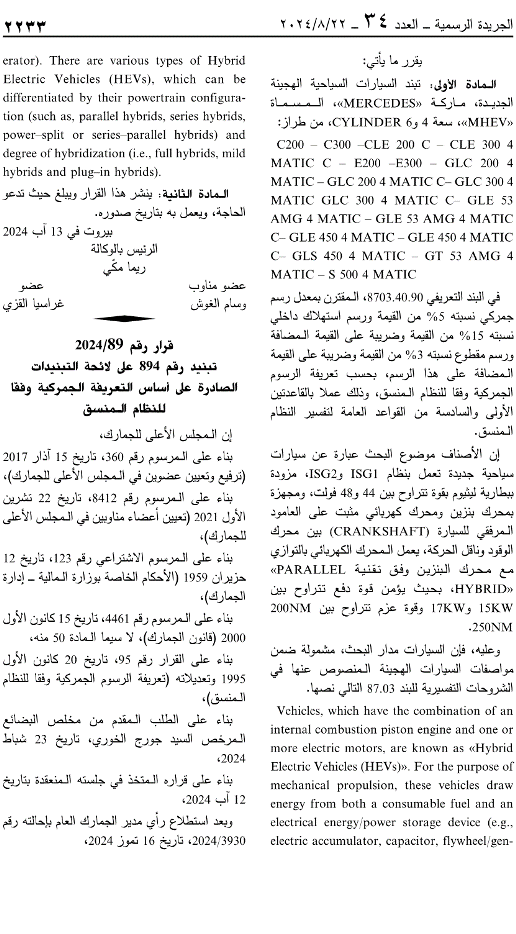 الجريدة الرسمية ــ العدد ٣٤ ــ ٢٠٢٤/٨/٢٢
٢٢٣٣
يقرر ما يأتي:
المادة الأولى: تبند السيارات السياحية الهجينة
الجديدة، ماركة «MERCEDES»، المسماة
«MHEV»، سعة 4 و6 CYLINDER، من طراز:
C200 – C300 –CLE 200 C – CLE 300 4
MATIC C – E200 –E300 – GLC 200 4
MATIC – GLC 200 4 MATIC C– GLC 300 4
MATIC GLC 300 4 MATIC C– GLE 53
AMG 4 MATIC – GLE 53 AMG 4 MATIC
C– GLE 450 4 MATIC – GLE 450 4 MATIC
C– GLS 450 4 MATIC – GT 53 AMG 4
MATIC – S 500 4 MATIC
في البند التعريفي 8703.40.90، المقترن بمعدل رسم
جمركي نسبته 5% من القيمة ورسم استهلاك داخلي
نسبته 15% من القيمة وضريبة على القيمة المضافة
ورسم مقطوع نسبته 3% من القيمة وضريبة على القيمة
المضافة على هذا الرسم، بحسب تعريفة الرسوم
الجمركية وفقا للنظام المنسق، وذلك عملا بالقاعدتين
الأولى والسادسة من القواعد العامة لتفسير النظام
المنسق.
إن الأصناف موضوع البحث عبارة عن سيارات
سياحية جديدة تعمل بنظام ISG1 وISG2، مزودة
ببطارية ليثيوم بقوة تتراوح بين 44 و48 فولت، ومجهزة
بمحرك بنزين ومحرك كهربائي مثبت على العامود
المرفقي للسيارة (CRANKSHAFT) بين محرك
الوقود وناقل الحركة، يعمل المحرك الكهربائي بالتوازي
مع محرك البنزين وفق تقنية «PARALLEL
HYBRID»، بحيث يؤمن قوة دفع تتراوح بين
15KW و17KW وقوة عزم تتراوح بين 200NM
و250NM.
وعليه، فإن السيارات مدار البحث، مشمولة ضمن
مواصفات السيارات الهجينة المنصوص عنها في
الشروحات التفسيرية للبند 87.03 التالي نصها.
Vehicles, which have the combination of an
internal combustion piston engine and one or
more electric motors, are known as «Hybrid
Electric Vehicles (HEVs)». For the purpose of
mechanical propulsion, these vehicles draw
energy from both a consumable fuel and an
electrical energy/power storage device (e.g.,
electric accumulator, capacitor, flywheel/gen-
erator). There are various types of Hybrid
Electric Vehicles (HEVs), which can be
differentiated by their powertrain configura-
tion (such as, parallel hybrids, series hybrids,
power–split or series–parallel hybrids) and
degree of hybridization (i.e., full hybrids, mild
hybrids and plug–in hybrids).
المادة الثانية: ينشر هذا القرار ويبلغ حيث تدعو
الحاجة، ويعمل به بتاريخ صدوره.
بيروت في 13 آب 2024
الرئيس بالوكالة
ريما مكّي
عضو مناوب
عضو
وسام الغوش
غراسيا القزي
قرار رقم 2024/89
تبنيد رقم 894 على لائحة التبنيدات
الصادرة على أساس التعريفة الجمركية وفقا
للنظام المنسق
إن المجلس الأعلى للجمارك،
بناء على المرسوم رقم 360، تاريخ 15 آذار 2017
(ترفيع وتعيين عضوين في المجلس الأعلى للجمارك)،
بناء على المرسوم رقم 8412، تاريخ 22 تشرين
الأول 2021 (تعيين أعضاء مناوبين في المجلس الأعلى
للجمارك)،
بناء على المرسوم الاشتراعي رقم 123، تاريخ 12
حزيران 1959 (الأحكام الخاصة بوزارة المالية – إدارة
الجمارك)،
بناء على المرسوم رقم 4461، تاريخ 15 كانون الأول
2000 (قانون الجمارك)، لا سيما المادة 50 منه،
بناء على القرار رقم 95، تاريخ 20 كانون الأول
1995 وتعديلاته (تعريفة الرسوم الجمركية وفقا للنظام
المنسق)،
بناء على الطلب المقدم من مخلص البضائع
المرخص السيد جورج الخوري، تاريخ 23 شباط
2024،
بناء على قراره المتخذ في جلسته المنعقدة بتاريخ
12 آب 2024،
وبعد استطلاع رأي مدير الجمارك العام بإحالته رقم
2024/3930، تاريخ 16 تموز 2024،